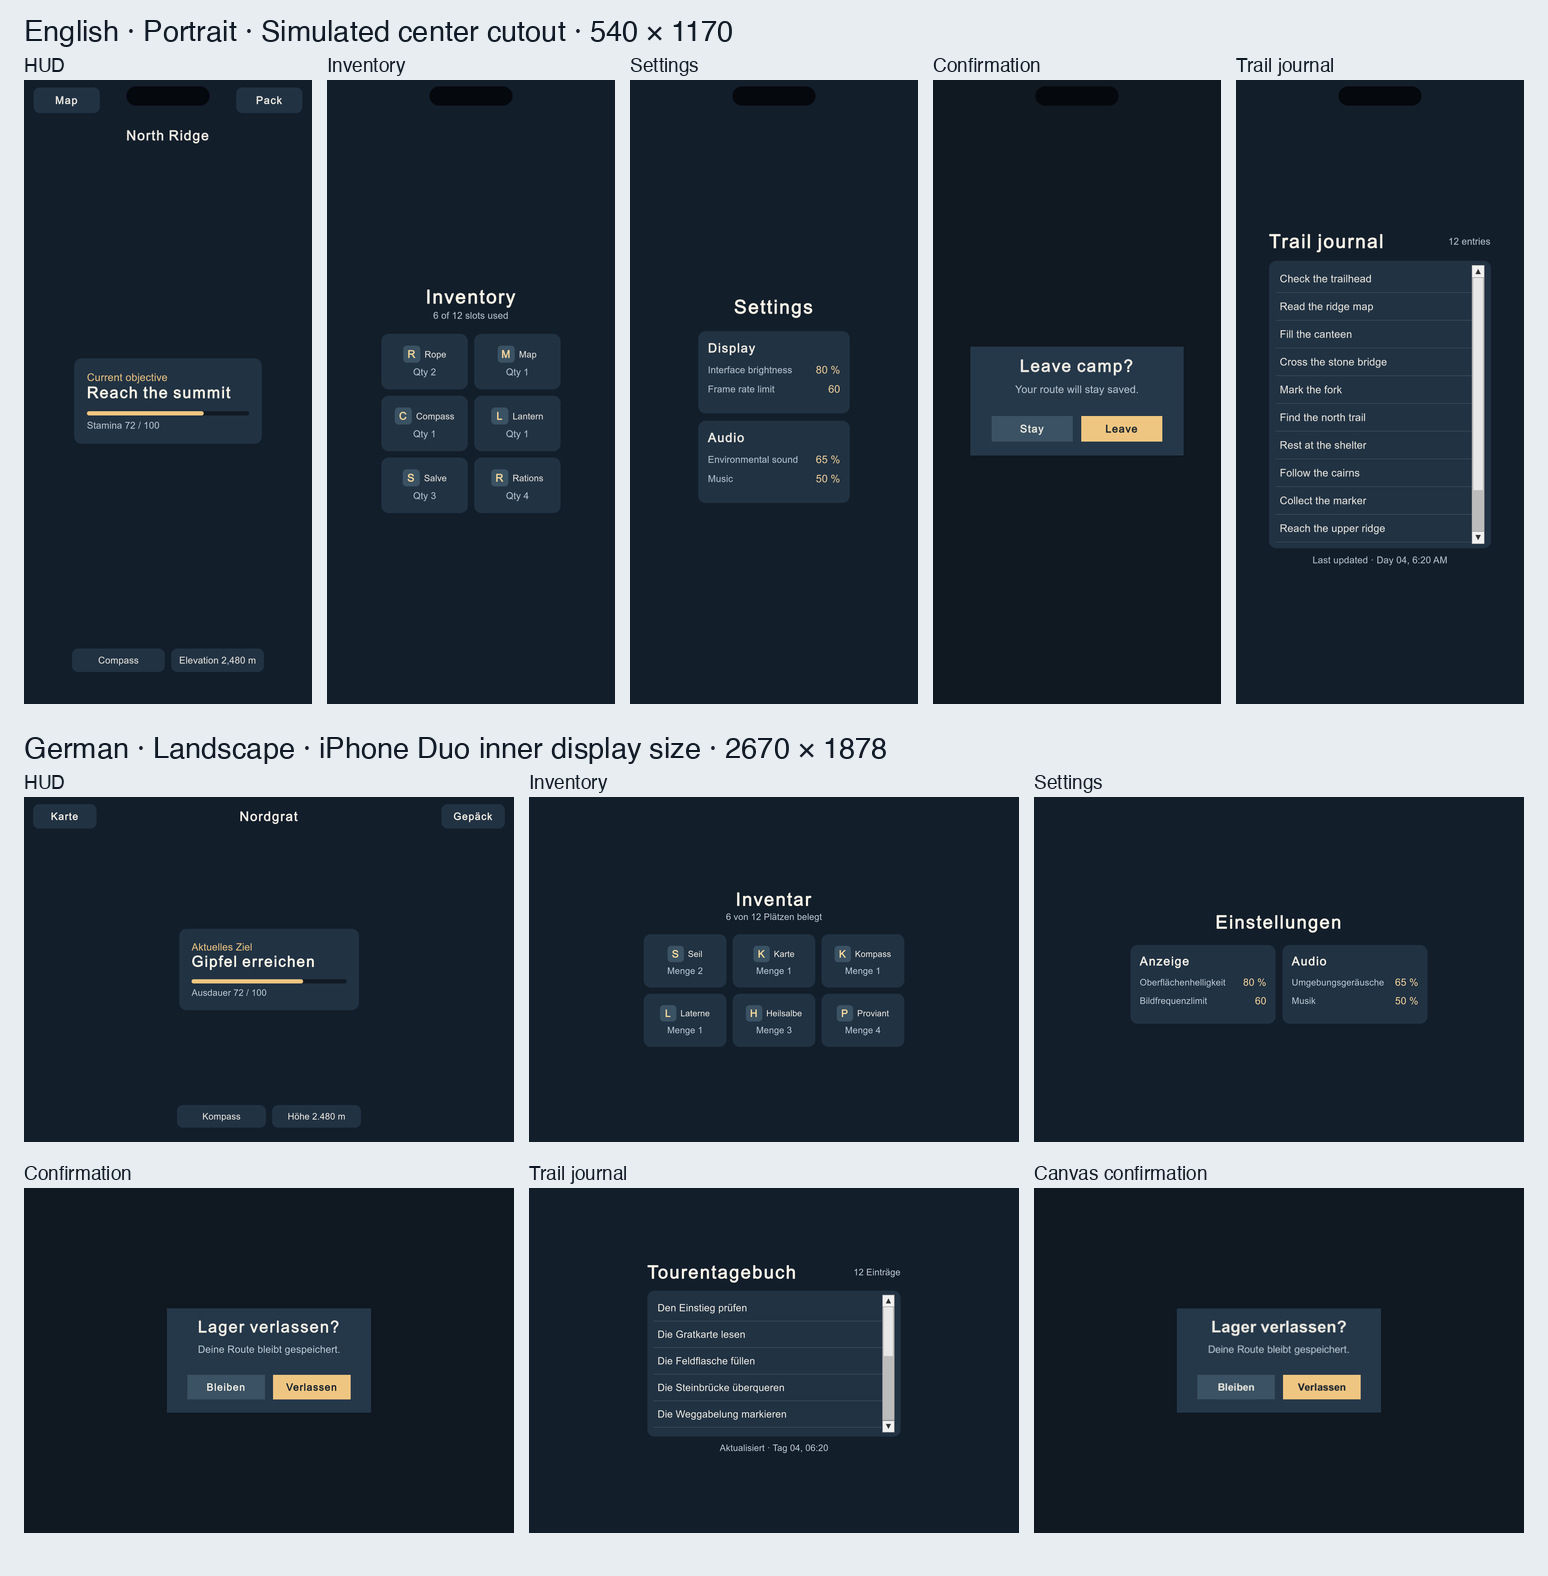 English · Portrait · Simulated center cutout · 540 × 1170
HUD
Map
Pack
North Ridge
Current objective
Reach the summit
Stamina 72 / 100
Compass
Elevation 2,480 m
Inventory
Inventory
6 of 12 slots used
R Rope
Qty 2
M Map
Qty 1
C Compass
Qty 1
L Lantern
Qty 1
S Salve
Qty 3
R Rations
Qty 4
Settings
Settings
Display
Interface brightness 80 %
Frame rate limit 60
Audio
Environmental sound 65 %
Music 50 %
Confirmation
Leave camp?
Your route will stay saved.
Stay
Leave
Trail journal
Trail journal
12 entries
Check the trailhead
Read the ridge map
Fill the canteen
Cross the stone bridge
Mark the fork
Find the north trail
Rest at the shelter
Follow the cairns
Collect the marker
Reach the upper ridge
Last updated · Day 04, 6:20 AM
German · Landscape · iPhone Duo inner display size · 2670 × 1878
HUD
Karte
Nordgrat
Gepäck
Aktuelles Ziel
Gipfel erreichen
Ausdauer 72 / 100
Kompass
Höhe 2.480 m
Inventory
Inventar
6 von 12 Plätzen belegt
S Seil
Menge 2
K Karte
Menge 1
K Kompass
Menge 1
L Laterne
Menge 1
H Heilsalbe
Menge 3
P Proviant
Menge 4
Settings
Einstellungen
Anzeige
Oberflächenhelligkeit 80 %
Bildfrequenzlimit 60
Audio
Umgebungsgeräusche 65 %
Musik 50 %
Confirmation
Lager verlassen?
Deine Route bleibt gespeichert.
Bleiben
Verlassen
Trail journal
Tourentagebuch
12 Einträge
Den Einstieg prüfen
Die Gratkarte lesen
Die Feldflasche füllen
Die Steinbrücke überqueren
Die Weggabelung markieren
Aktualisiert · Tag 04, 06:20
Canvas confirmation
Lager verlassen?
Deine Route bleibt gespeichert.
Bleiben
Verlassen